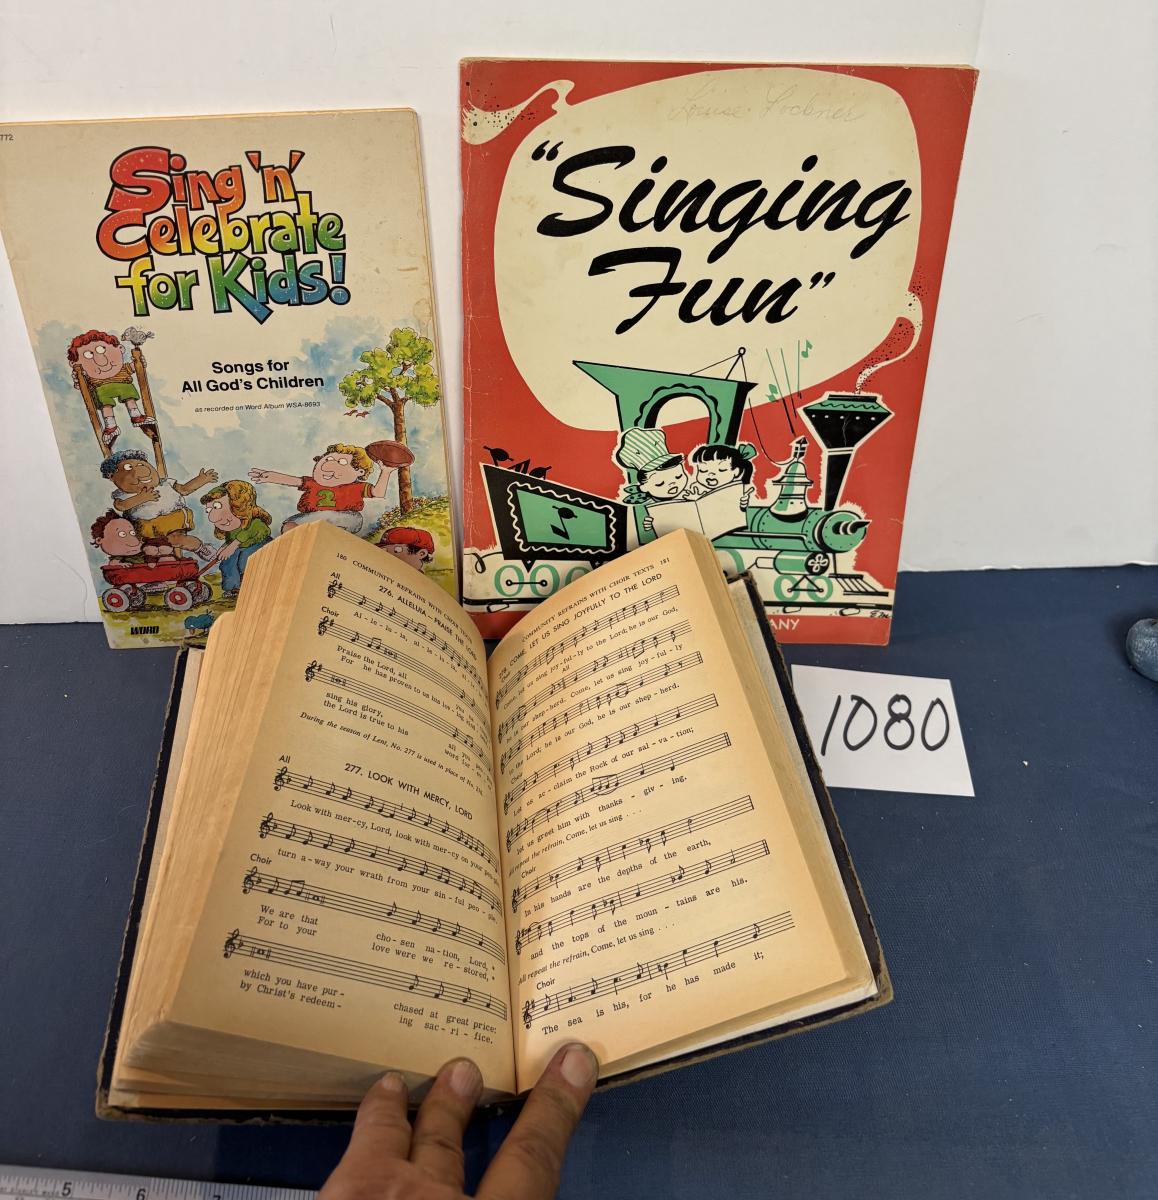 772
Sing 'n'
Celebrate
for Kids!
Songs for
All God's Children
as recorded on Word Album WSA-8693
2
WORD
Louise
"Singing
Fun"
ANY
1080
180 COMMUNITY REFRAINS WITH CHOIR TEXTS
276. ALLELUIA – PRAISE THE LORD
All
Al - le - lu - ia, al - le - lu - ia
Choir
Praise the Lord, all
For he has proves to us
sing his glory,
the Lord is true to his
all
word
During the season of Lent, No. 277 is used in place of No. 276.
277. LOOK WITH MERCY, LORD
All
Look with mer-cy, Lord, look with mer-cy on your
turn a-way your wrath from your sin-ful peo - ple.
Choir
We are that cho-sen na-tion, Lord, *
For to your love were we re-stored, *
which you have pur- chased at great price:
by Christ's redeem- ing sac - ri - fice.
COMMUNITY REFRAINS WITH CHOIR TEXTS 181
278. COME, LET US SING JOYFULLY TO THE LORD
Choir
Come, let us sing joy-ful-ly to the Lord; he is our God,
All
he is our shep-herd. Come, let us sing joy-ful-ly
to the Lord; he is our God, he is our shep-herd.
Choir
Let us ac-claim the Rock of our sal-va-tion;
let us greet him with thanks - giv - ing.
All repeat the refrain, Come, let us sing . . .
Choir
In his hands are the depths of the earth,
and the tops of the moun - tains are his.
All repeat the refrain, Come, let us sing . . . .
Choir
The sea is his, for he has made it;
5 6 7